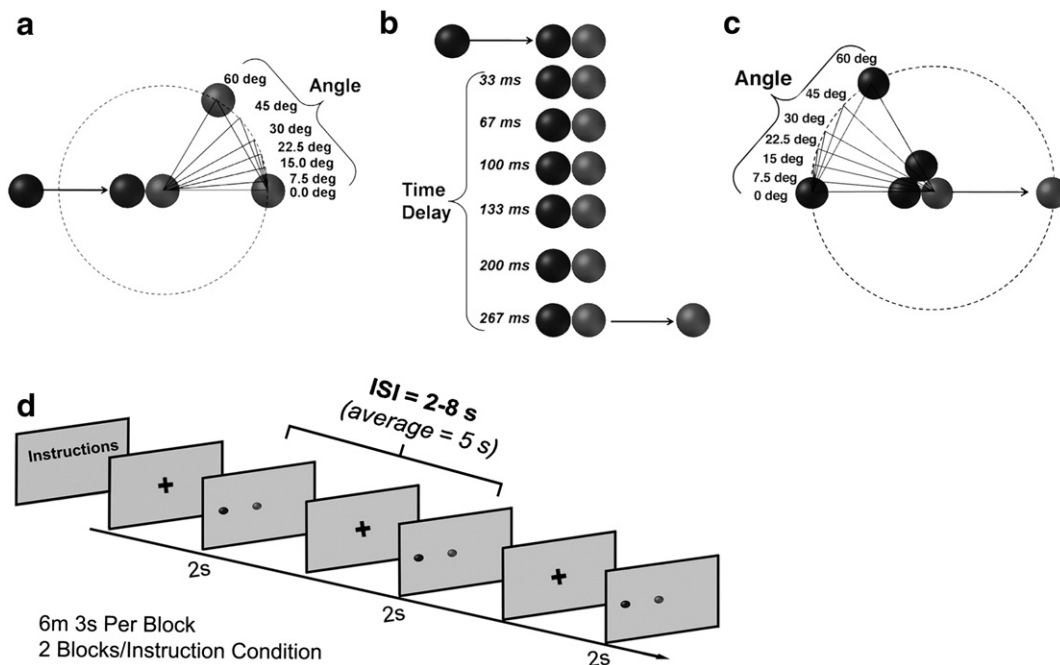 a
60 deg
Angle
45 deg
30 deg
22.5 deg
15.0 deg
7.5 deg
0.0 deg
b
33 ms
67 ms
100 ms
133 ms
200 ms
267 ms
Time
Delay
c
60 deg
Angle
45 deg
30 deg
22.5 deg
15 deg
7.5 deg
0 deg
d
Instructions
ISI = 2-8 s
(average = 5 s)
2s
2s
2s
6m 3s Per Block
2 Blocks/Instruction Condition